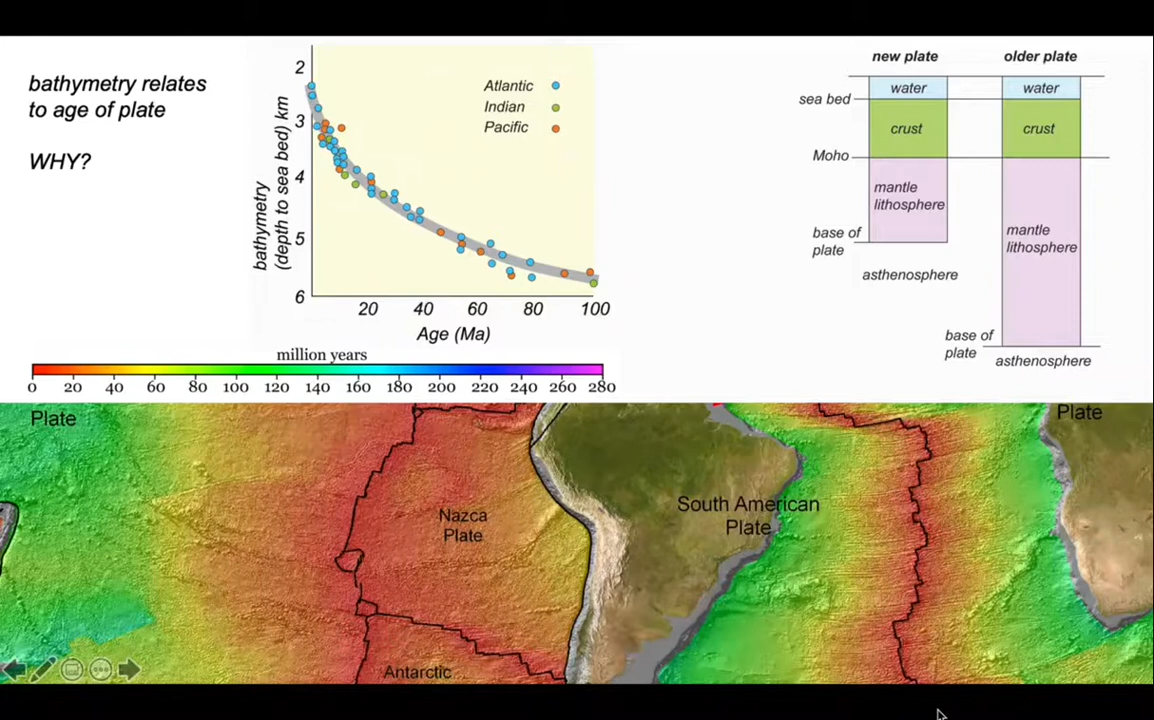 bathymetry relates
to age of plate
WHY?
bathymetry
(depth to sea bed) km
2
3
4
5
6
Atlantic
Indian
Pacific
20 40 60 80 100
Age (Ma)
new plate
older plate
water
water
sea bed
crust
crust
Moho
mantle
lithosphere
mantle
lithosphere
base of
plate
asthenosphere
base of
plate
asthenosphere
million years
0 20 40 60 80 100 120 140 160 180 200 220 240 260 280
Plate
Plate
Nazca
Plate
South American
Plate
Antarctic